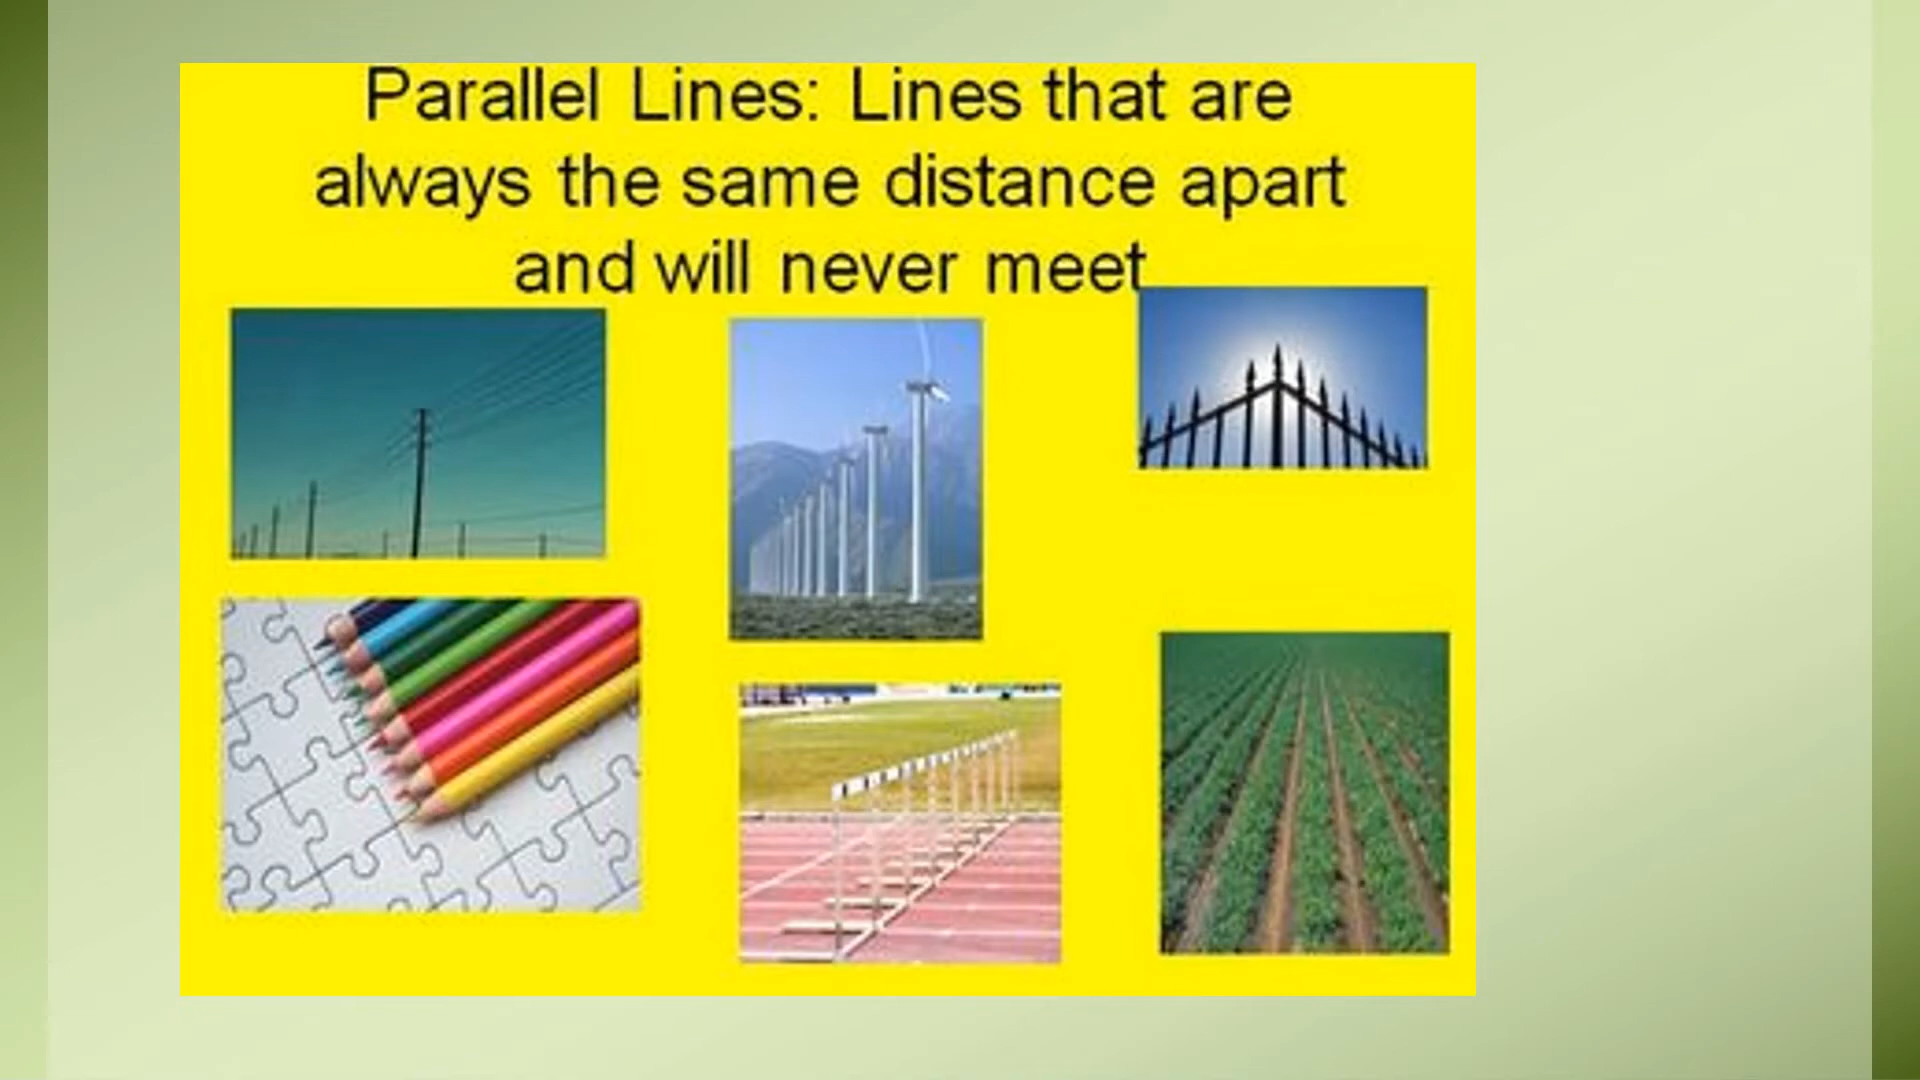 Parallel Lines: Lines that are
always the same distance apart
and will never meet